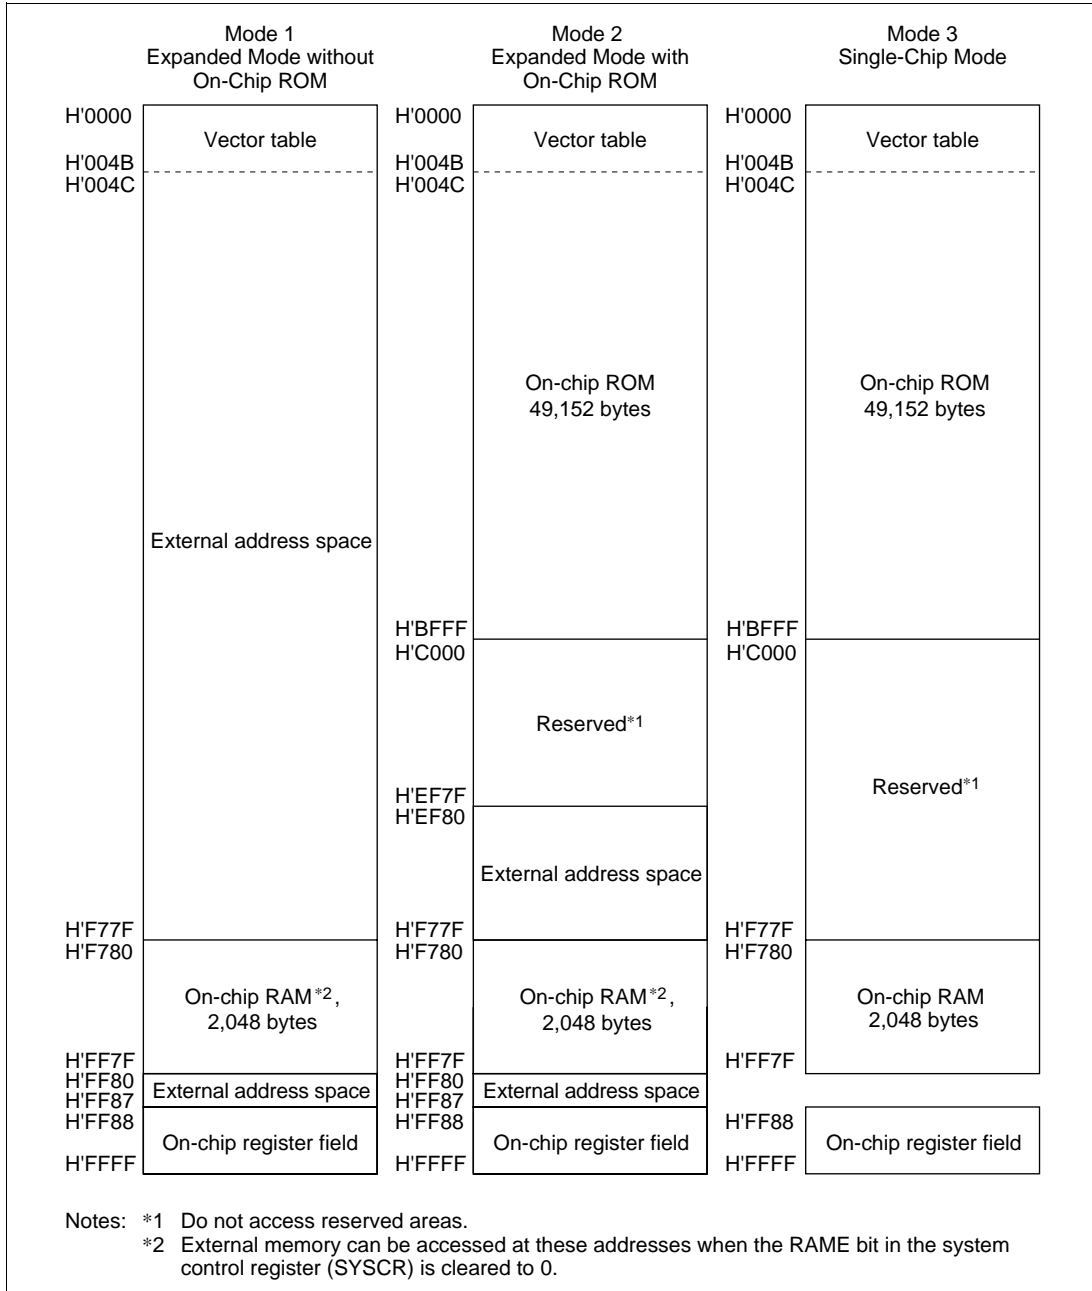 Mode 1
Expanded Mode without
On-Chip ROM
H'0000
Vector table
H'004B
H'004C
External address space
H'F77F
H'F780
On-chip RAM*2,
2,048 bytes
H'FF7F
H'FF80
External address space
H'FF87
H'FF88
On-chip register field
H'FFFF
Mode 2
Expanded Mode with
On-Chip ROM
H'0000
Vector table
H'004B
H'004C
On-chip ROM
49,152 bytes
H'BFFF
H'C000
Reserved*1
H'EF7F
H'EF80
External address space
H'F77F
H'F780
On-chip RAM*2,
2,048 bytes
H'FF7F
H'FF80
External address space
H'FF87
H'FF88
On-chip register field
H'FFFF
Mode 3
Single-Chip Mode
H'0000
Vector table
H'004B
H'004C
On-chip ROM
49,152 bytes
H'BFFF
H'C000
Reserved*1
H'F77F
H'F780
On-chip RAM
2,048 bytes
H'FF7F
H'FF88
On-chip register field
H'FFFF
Notes: *1 Do not access reserved areas.
*2 External memory can be accessed at these addresses when the RAME bit in the system
control register (SYSCR) is cleared to 0.